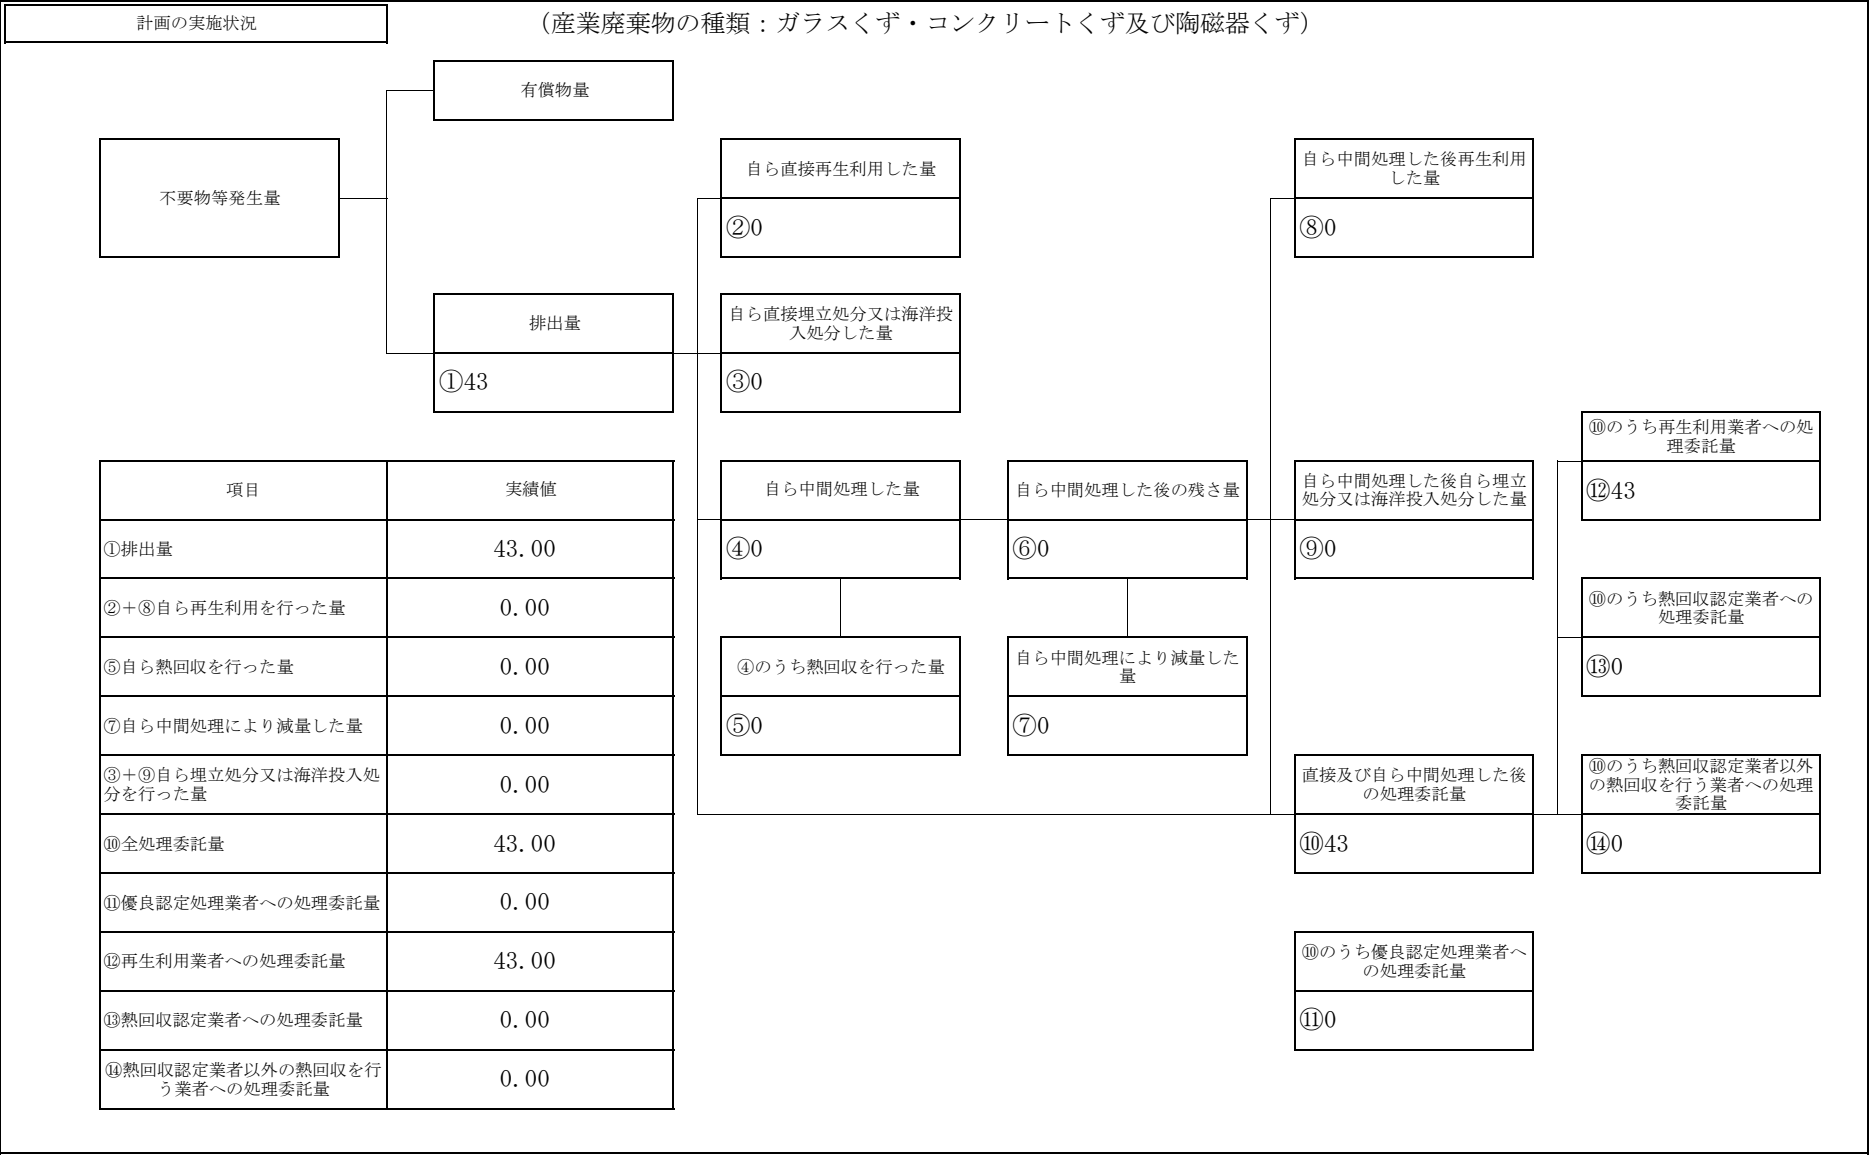 計画の実施状況
（産業廃棄物の種類：ガラスくず・コンクリートくず及び陶磁器くず）
有償物量
不要物等発生量
排出量
①43
自ら直接再生利用した量
②0
自ら直接埋立処分又は海洋投
入処分した量
③0
自ら中間処理した量
④0
④のうち熱回収を行った量
⑤0
自ら中間処理した後の残さ量
⑥0
自ら中間処理により減量した
量
⑦0
自ら中間処理した後再生利用
した量
⑧0
自ら中間処理した後自ら埋立
処分又は海洋投入処分した量
⑨0
直接及び自ら中間処理した後
の処理委託量
⑩43
⑩のうち優良認定処理業者へ
の処理委託量
⑪0
⑩のうち再生利用業者への処
理委託量
⑫43
⑩のうち熱回収認定業者への
処理委託量
⑬0
⑩のうち熱回収認定業者以外
の熱回収を行う業者への処理
委託量
⑭0
項目 実績値
①排出量 43.00
②＋⑧自ら再生利用を行った量 0.00
⑤自ら熱回収を行った量 0.00
⑦自ら中間処理により減量した量 0.00
③＋⑨自ら埋立処分又は海洋投入処
分を行った量 0.00
⑩全処理委託量 43.00
⑪優良認定処理業者への処理委託量 0.00
⑫再生利用業者への処理委託量 43.00
⑬熱回収認定業者への処理委託量 0.00
⑭熱回収認定業者以外の熱回収を行
う業者への処理委託量 0.00